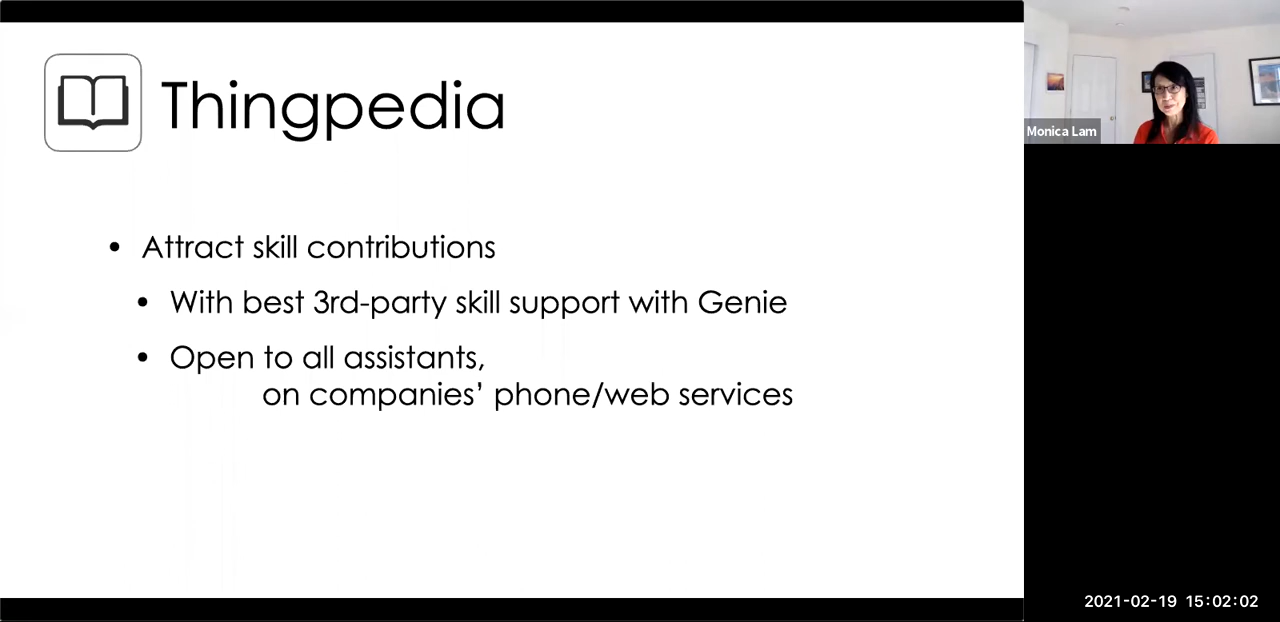 Thingpedia
• Attract skill contributions
• With best 3rd-party skill support with Genie
• Open to all assistants,
on companies’ phone/web services
Monica Lam
2021-02-19 15:02:02